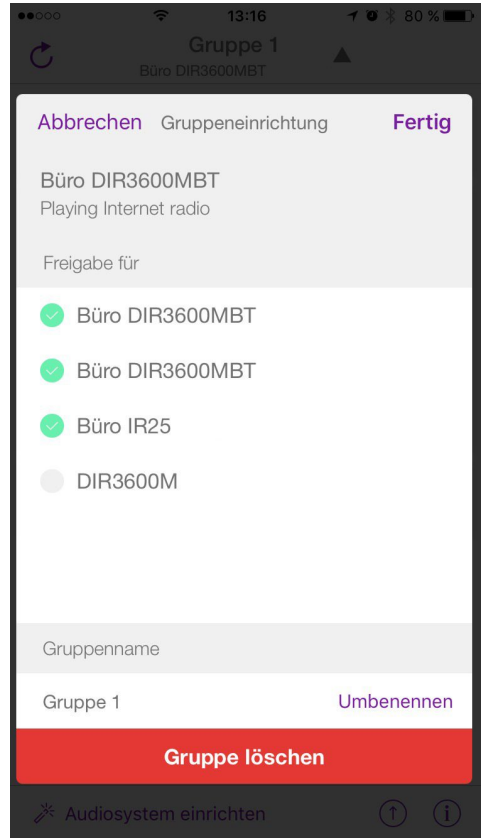 13:16
80 %
Gruppe 1
Büro DIR3600MBT
Abbrechen Gruppeneinrichtung Fertig
Büro DIR3600MBT
Playing Internet radio
Freigabe für
Büro DIR3600MBT
Büro DIR3600MBT
Büro IR25
DIR3600M
Gruppenname
Gruppe 1 Umbenennen
Gruppe löschen
Audiosystem einrichten